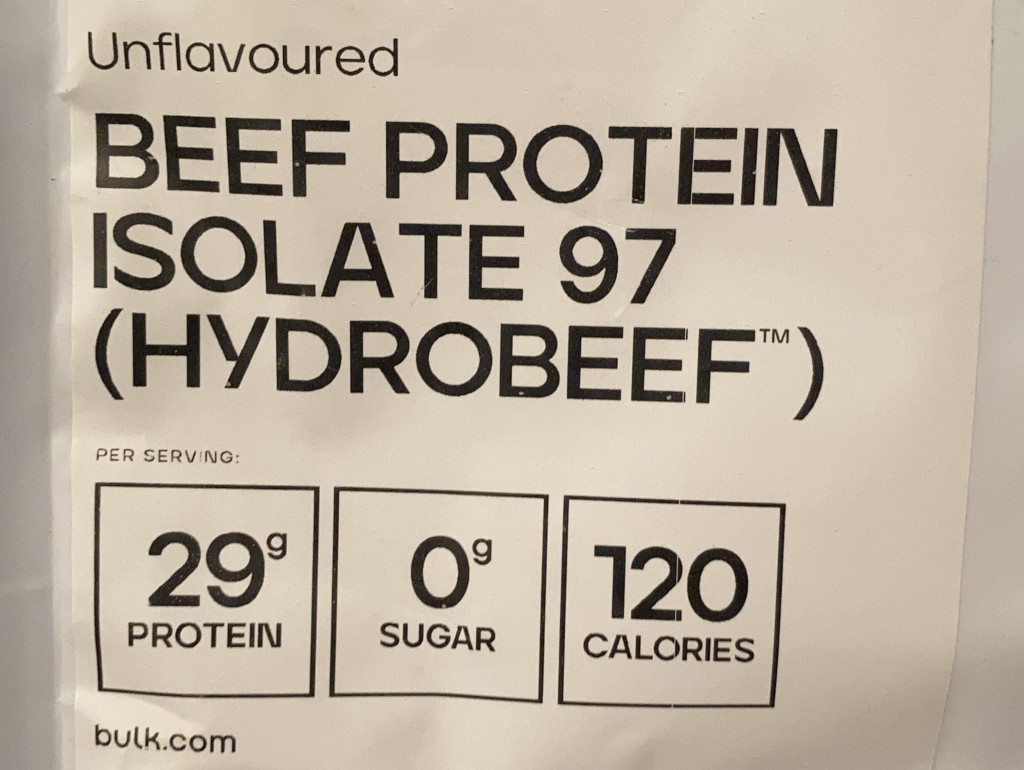 Unflavoured
BEEF PROTEIN
ISOLATE 97
(HYDROBEEF™)
PER SERVING:
29g
PROTEIN
0g
SUGAR
120
CALORIES
bulk.com